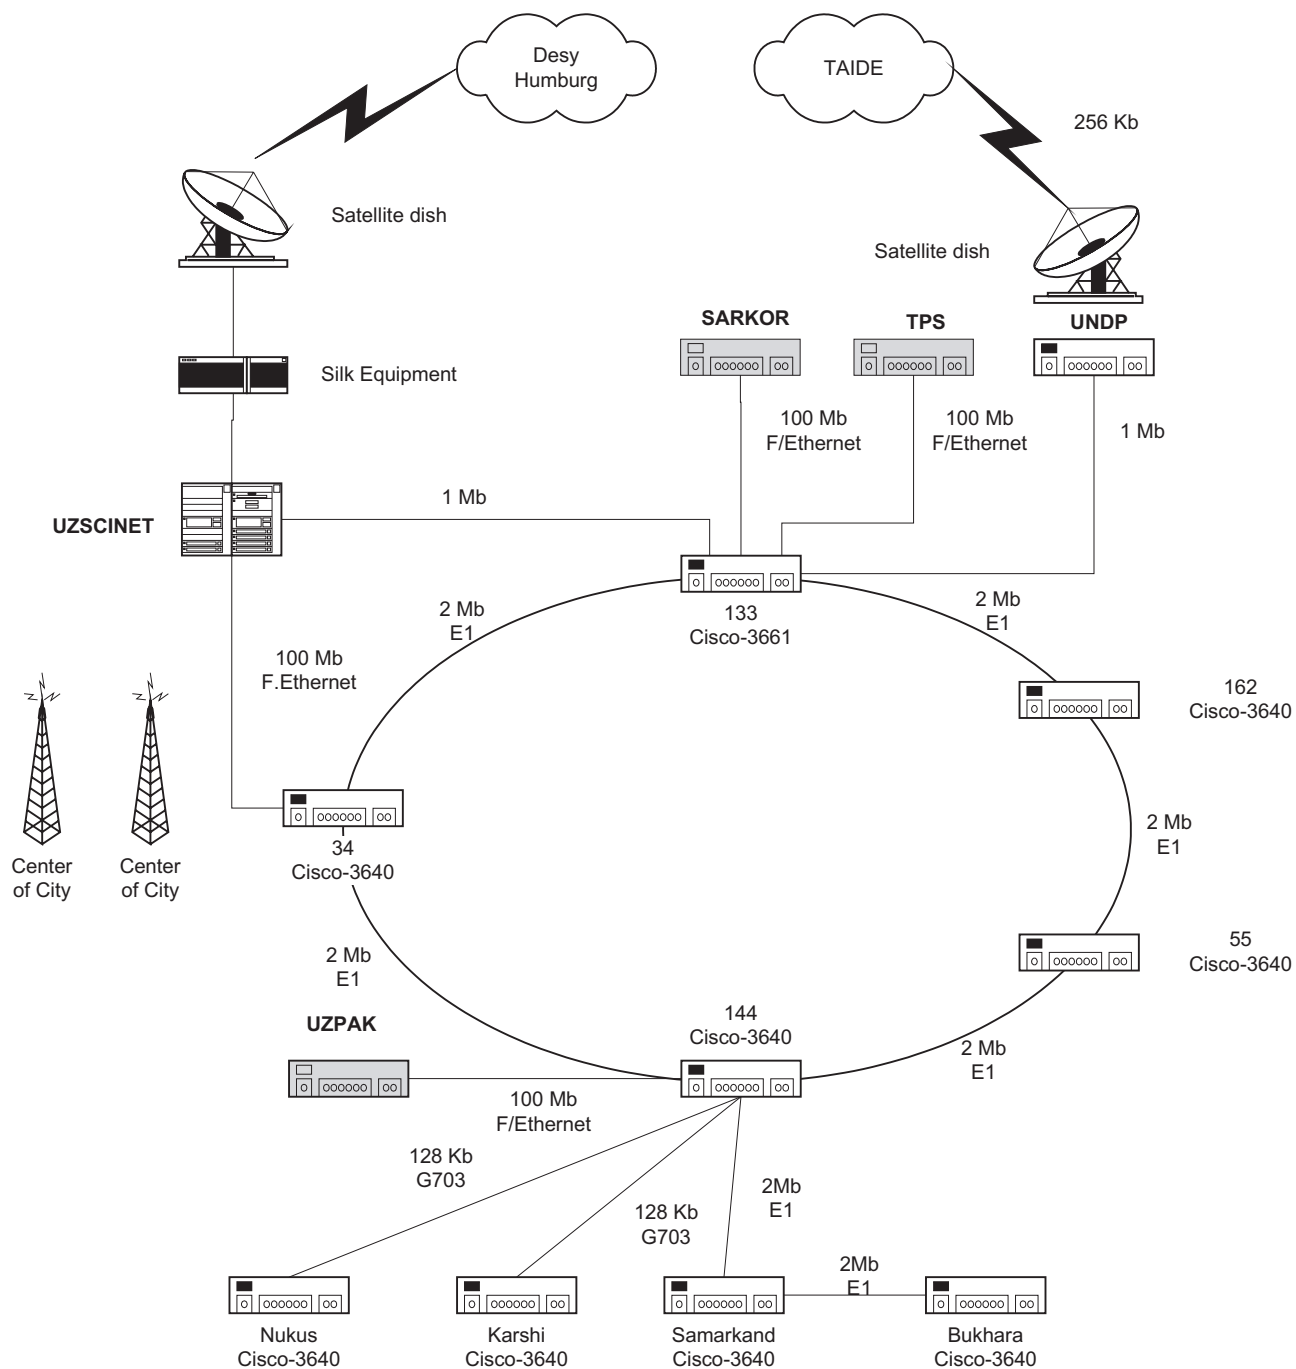 Desy
Humburg
TAIDE
256 Kb
Satellite dish
Satellite dish
SARKOR
TPS
UNDP
Silk Equipment
100 Mb
F/Ethernet
100 Mb
F/Ethernet
1 Mb
1 Mb
UZSCINET
2 Mb
E1
133
Cisco-3661
2 Mb
E1
100 Mb
F.Ethernet
162
Cisco-3640
2 Mb
E1
34
Cisco-3640
Center
of City
Center
of City
2 Mb
E1
55
Cisco-3640
144
Cisco-3640
UZPAK
2 Mb
E1
100 Mb
F/Ethernet
128 Kb
G703
128 Kb
G703
2Mb
E1
2Mb
E1
Nukus
Cisco-3640
Karshi
Cisco-3640
Samarkand
Cisco-3640
Bukhara
Cisco-3640